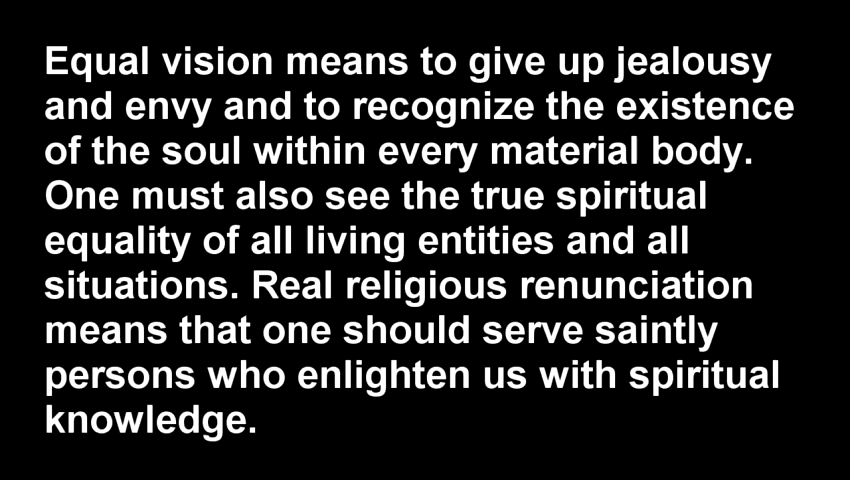 Equal vision means to give up jealousy
and envy and to recognize the existence
of the soul within every material body.
One must also see the true spiritual
equality of all living entities and all
situations. Real religious renunciation
means that one should serve saintly
persons who enlighten us with spiritual
knowledge.